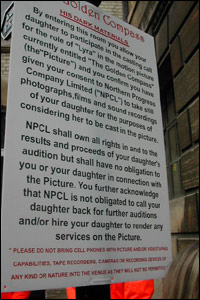 Golden Compass
HIS DARK MATERIALS
By entering this room you allow your
daughter to participate in the casting
for the role of "Lyra" in the motion picture
currently entitled "The Golden Compass"
(the"Picture") and you confirm you have
given your consent to Northern Progress
Company Limited ("NPCL") to take still
photographs,films and sound recordings
of your daughter for the purposes of
considering her to be cast in the picture.
NPCL shall own all rights in and to the
results and proceeds of your daughter's
audition but shall have no obligation to
you or your daughter in connection with
the Picture. You further acknowledge
that NPCL is not obligated to call your
daughter back for further auditions
and/or hire your daughter to render any
services on the Picture.
* PLEASE DO NOT BRING CELL PHONES WITH PICTURE AND/OR VIDEOTAPING
CAPABILITIES, TAPE RECORDERS, CAMERAS OR RECORDING DEVICES OF
ANY KIND OR NATURE INTO THE VENUE AS THEY WILL NOT BE PERMITTED